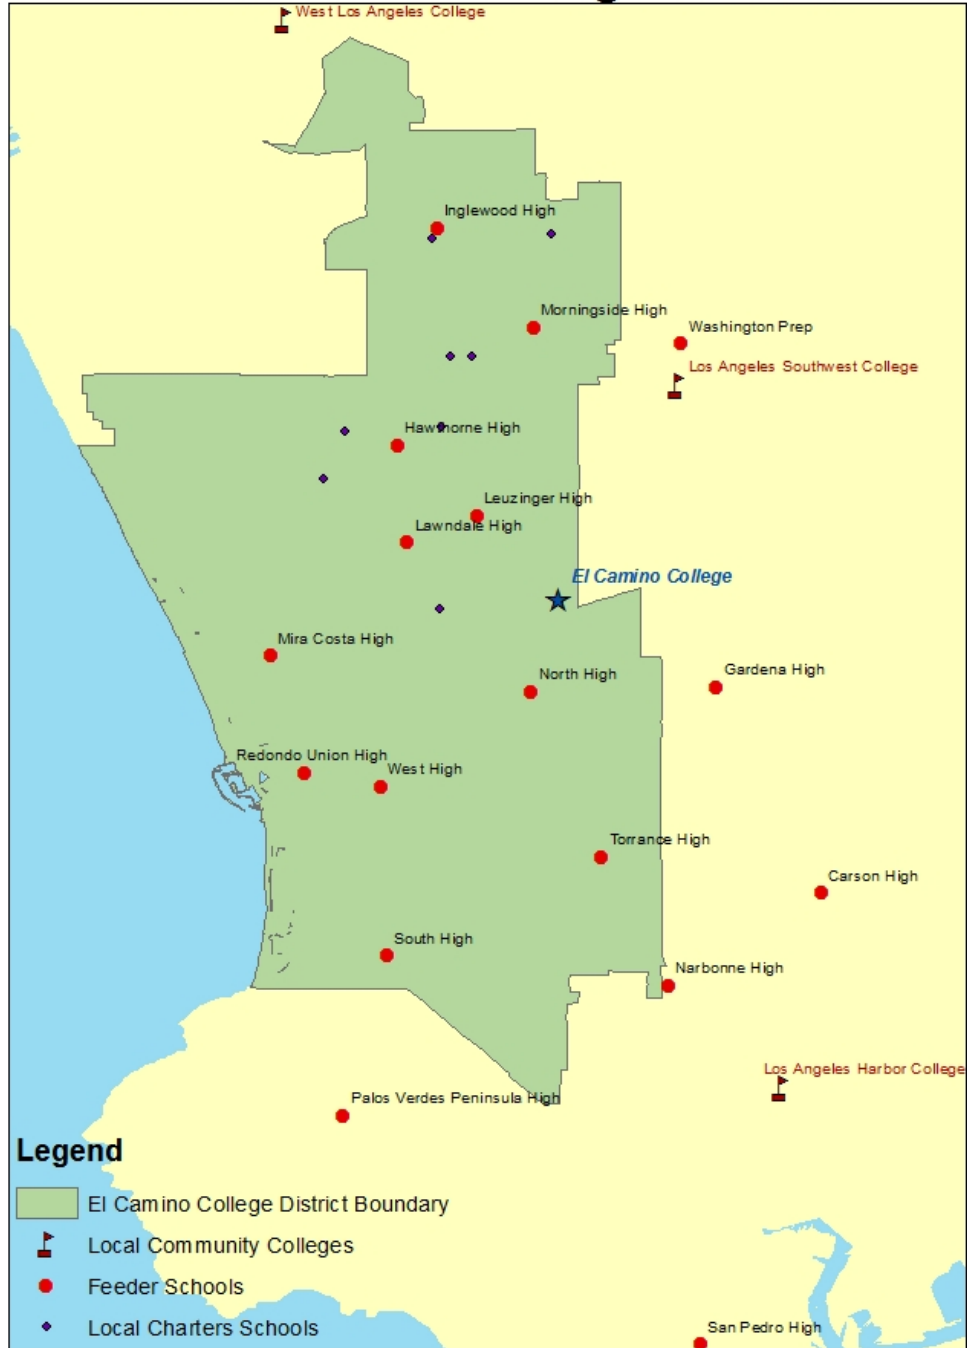 West Los Angeles College
Inglewood High
Morningside High
Washington Prep
Los Angeles Southwest College
Hawthorne High
Leuzinger High
Lawndale High
El Camino College
Mira Costa High
Gardena High
North High
Redondo Union High
West High
Torrance High
Carson High
South High
Narbonne High
Los Angeles Harbor College
Palos Verdes Peninsula High
Legend
El Camino College District Boundary
Local Community Colleges
Feeder Schools
Local Charters Schools
San Pedro High